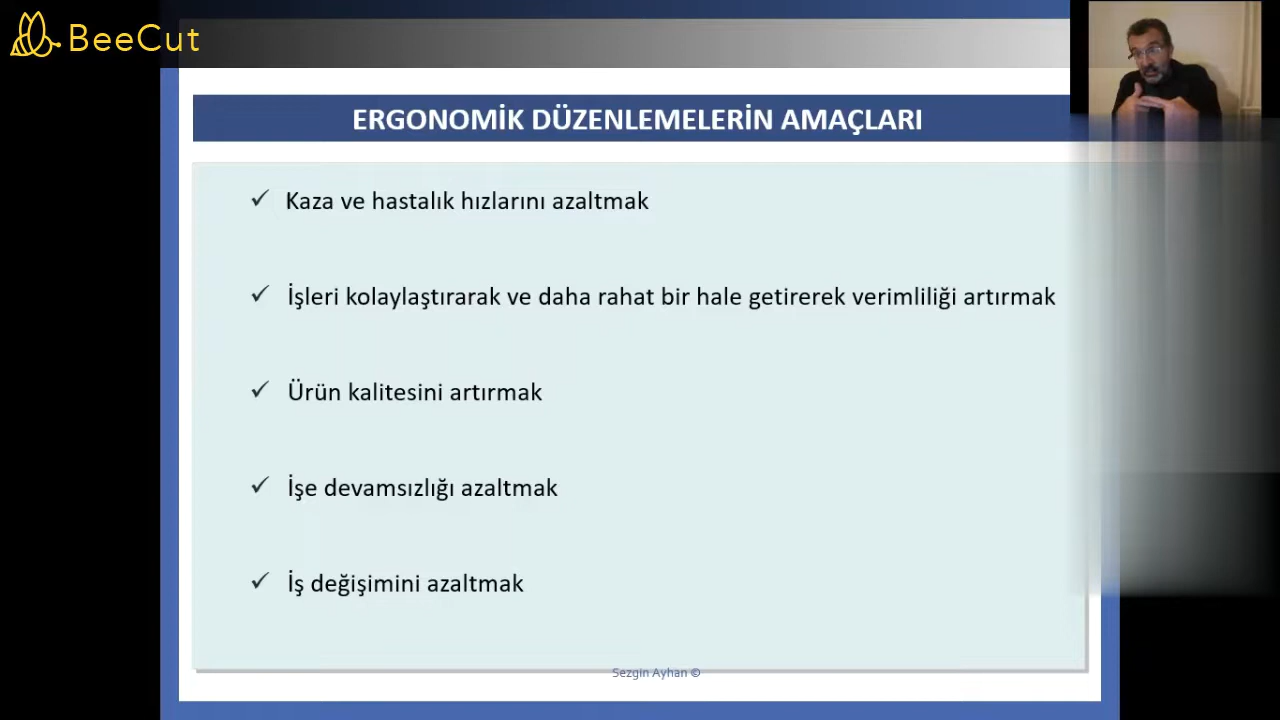 BeeCut
ERGONOMİK DÜZENLEMELERİN AMAÇLARI
✓ Kaza ve hastalık hızlarını azaltmak
✓ İşleri kolaylaştırarak ve daha rahat bir hale getirerek verimliliği artırmak
✓ Ürün kalitesini artırmak
✓ İşe devamsızlığı azaltmak
✓ İş değişimini azaltmak
Sezgin Ayhan ©